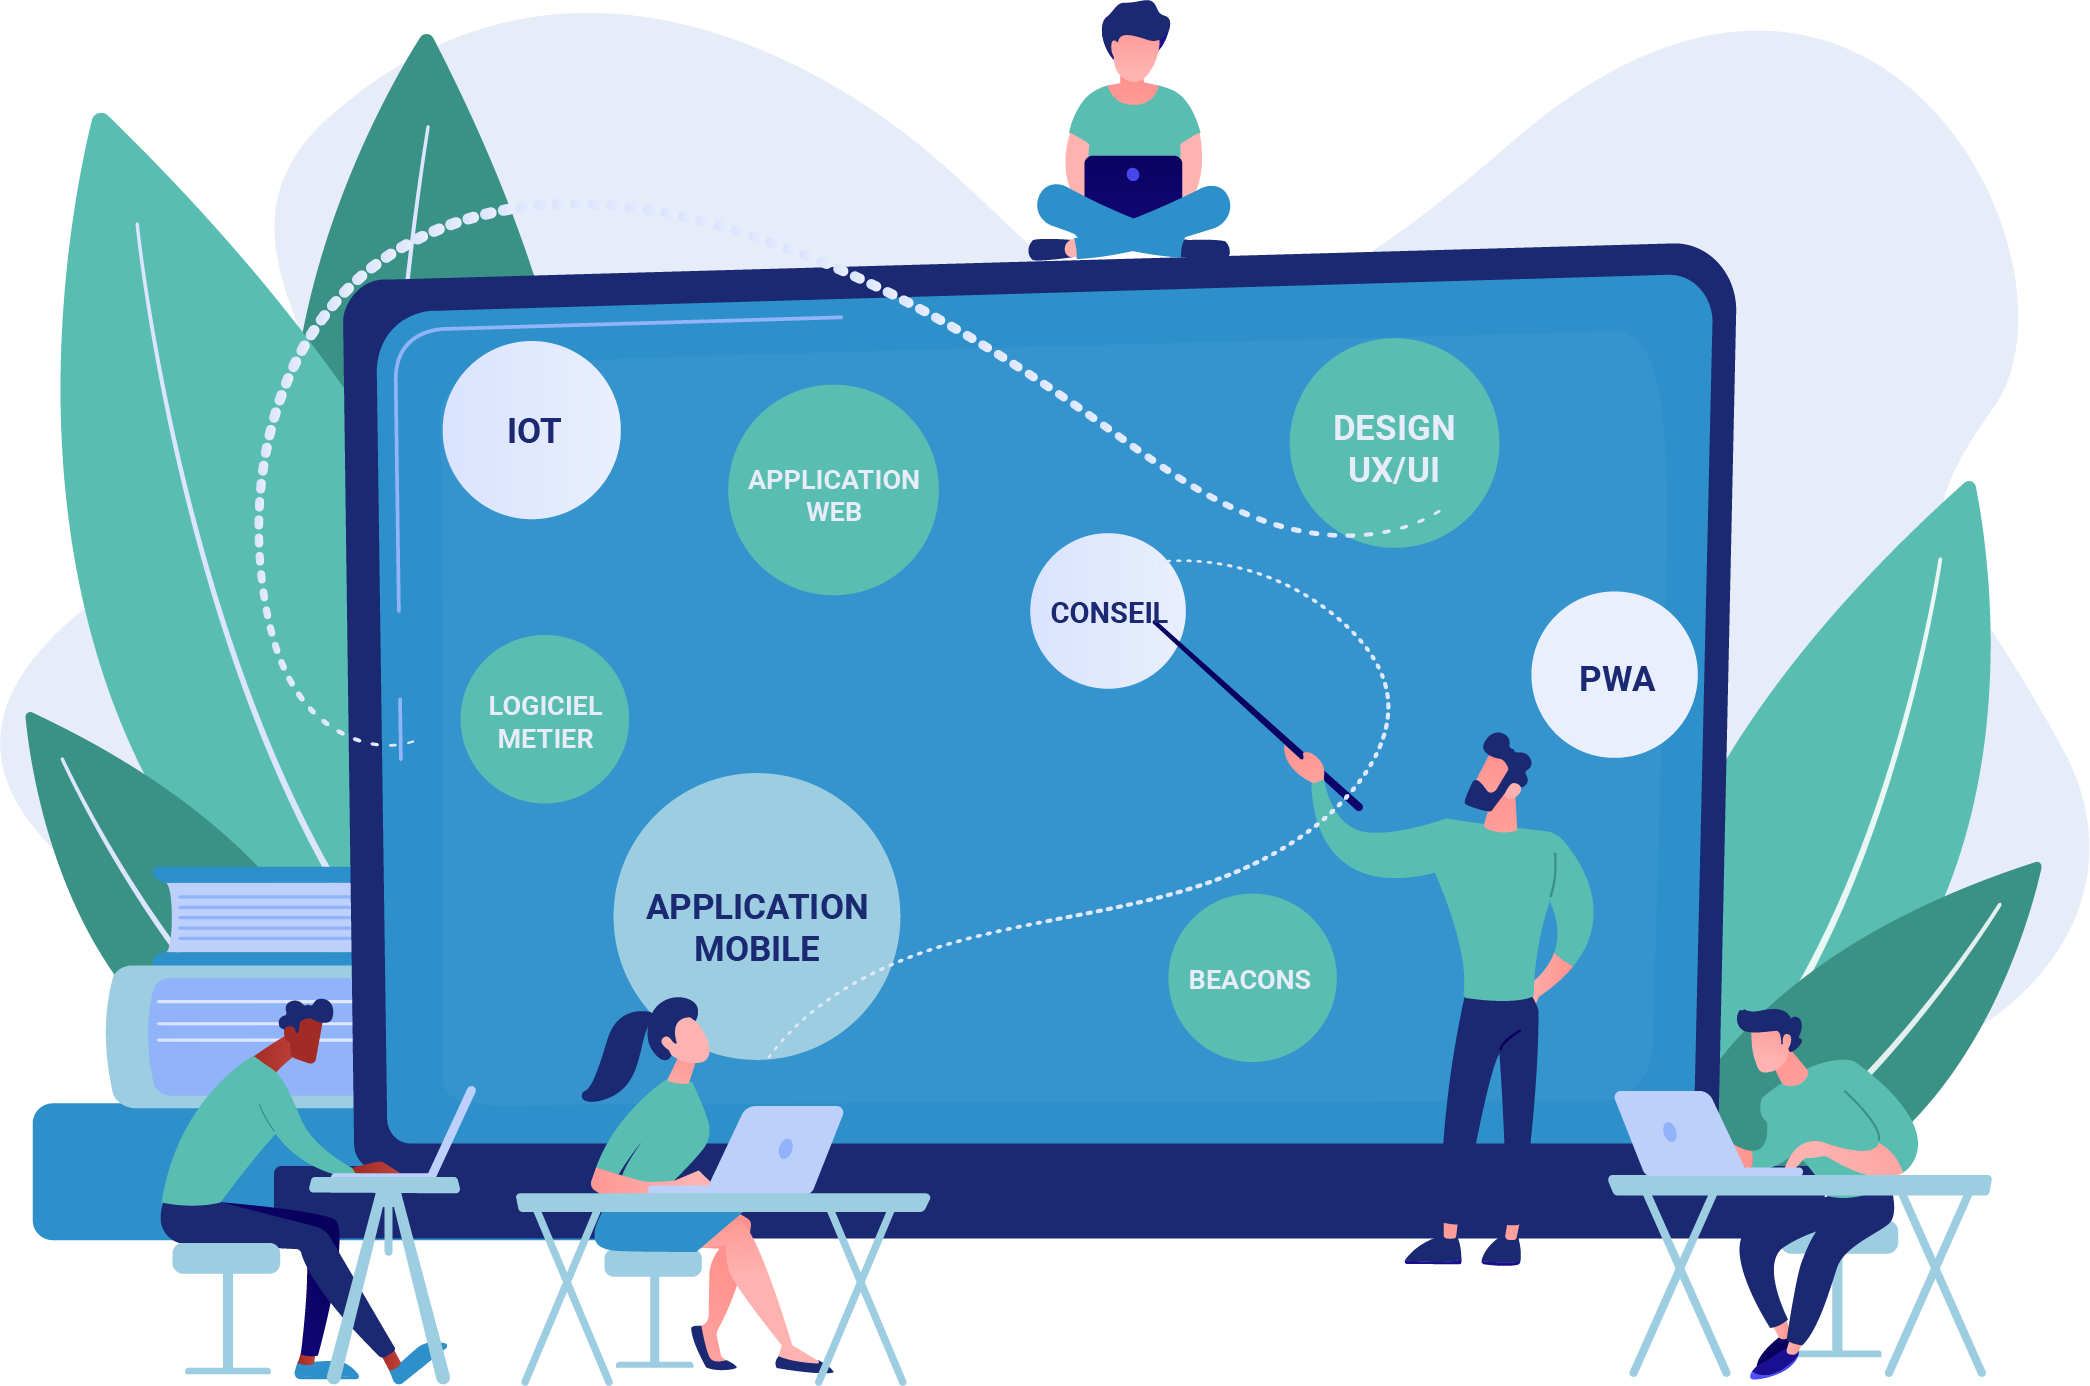 IOT
APPLICATION
WEB
DESIGN
UX/UI
CONSEIL
PWA
LOGICIEL
METIER
APPLICATION
MOBILE
BEACONS